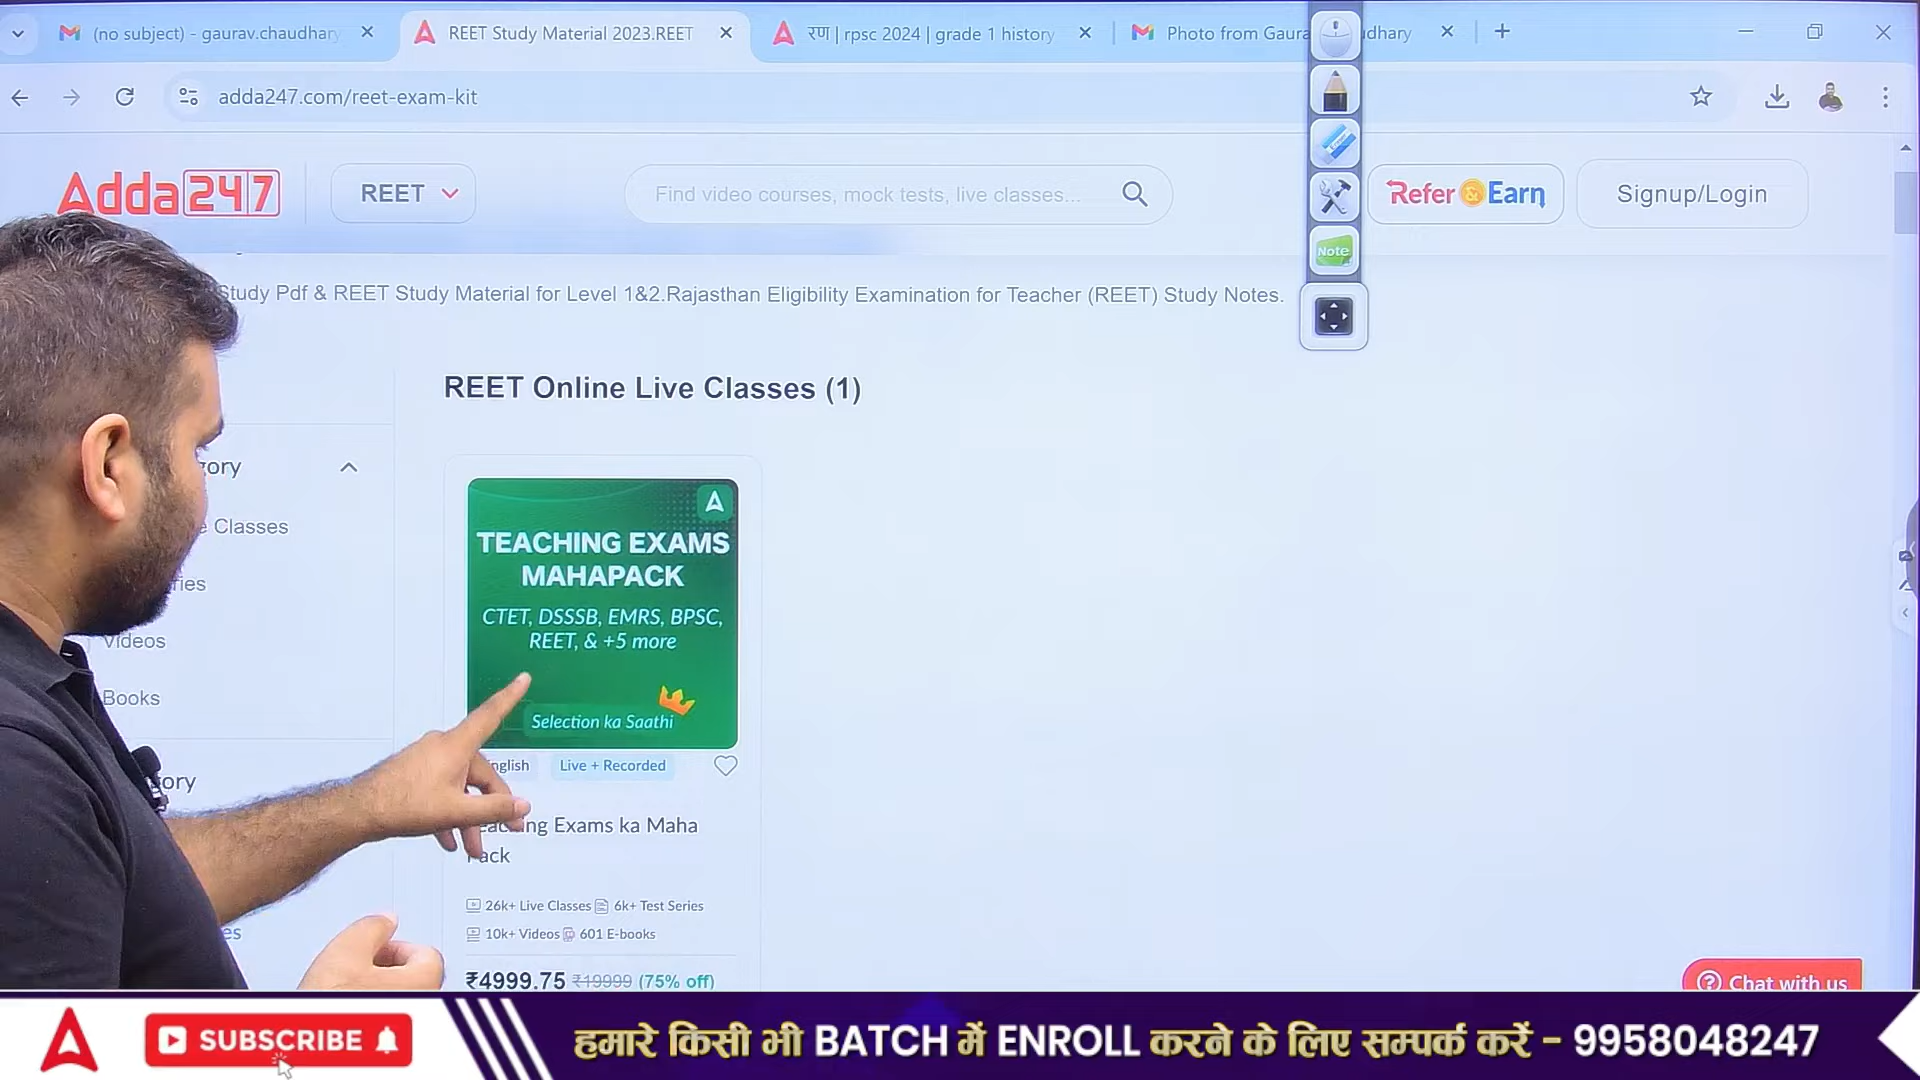 (no subject) - gaurav.chaudhary
REET Study Material 2023.REET
रण | rpsc 2024 | grade 1 history
Photo from Gaura
dhary
adda247.com/reet-exam-kit
Adda247
REET
Find video courses, mock tests, live classes...
Refer & Earn
Signup/Login
Note
Study Pdf & REET Study Material for Level 1&2.Rajasthan Eligibility Examination for Teacher (REET) Study Notes.
REET Online Live Classes (1)
Classes
Videos
Books
TEACHING EXAMS
MAHAPACK
CTET, DSSSB, EMRS, BPSC,
REET, & +5 more
Selection ka Saathi
Live + Recorded
Exams ka Maha
Pack
26k+ Live Classes 6k+ Test Series
10k+ Videos 601 E-books
₹4999.75 ₹19999 (75% off)
Chat with us
SUBSCRIBE
हमारे किसी भी BATCH में ENROLL करने के लिए सम्पर्क करें - 9958048247